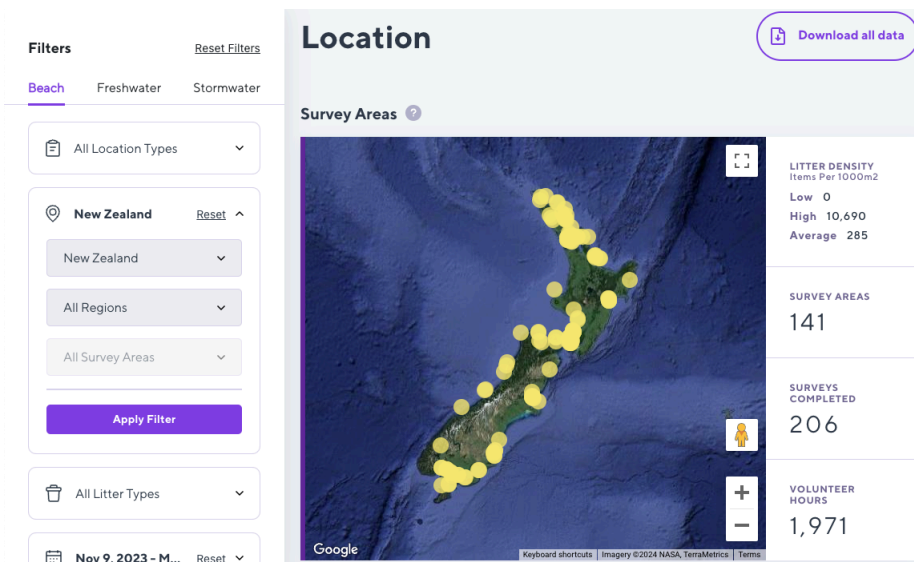 Filters
Reset Filters
Beach
Freshwater
Stormwater
All Location Types
New Zealand
Reset
New Zealand
All Regions
All Survey Areas
Apply Filter
All Litter Types
Nov 9, 2023 - M...
Reset
Location
Download all data
Survey Areas ?
Google
Keyboard shortcuts
Imagery ©2024 NASA, TerraMetrics
Terms
LITTER DENSITY
Items Per 1000m2
Low 0
High 10,690
Average 285
SURVEY AREAS
141
SURVEYS
COMPLETED
206
VOLUNTEER
HOURS
1,971